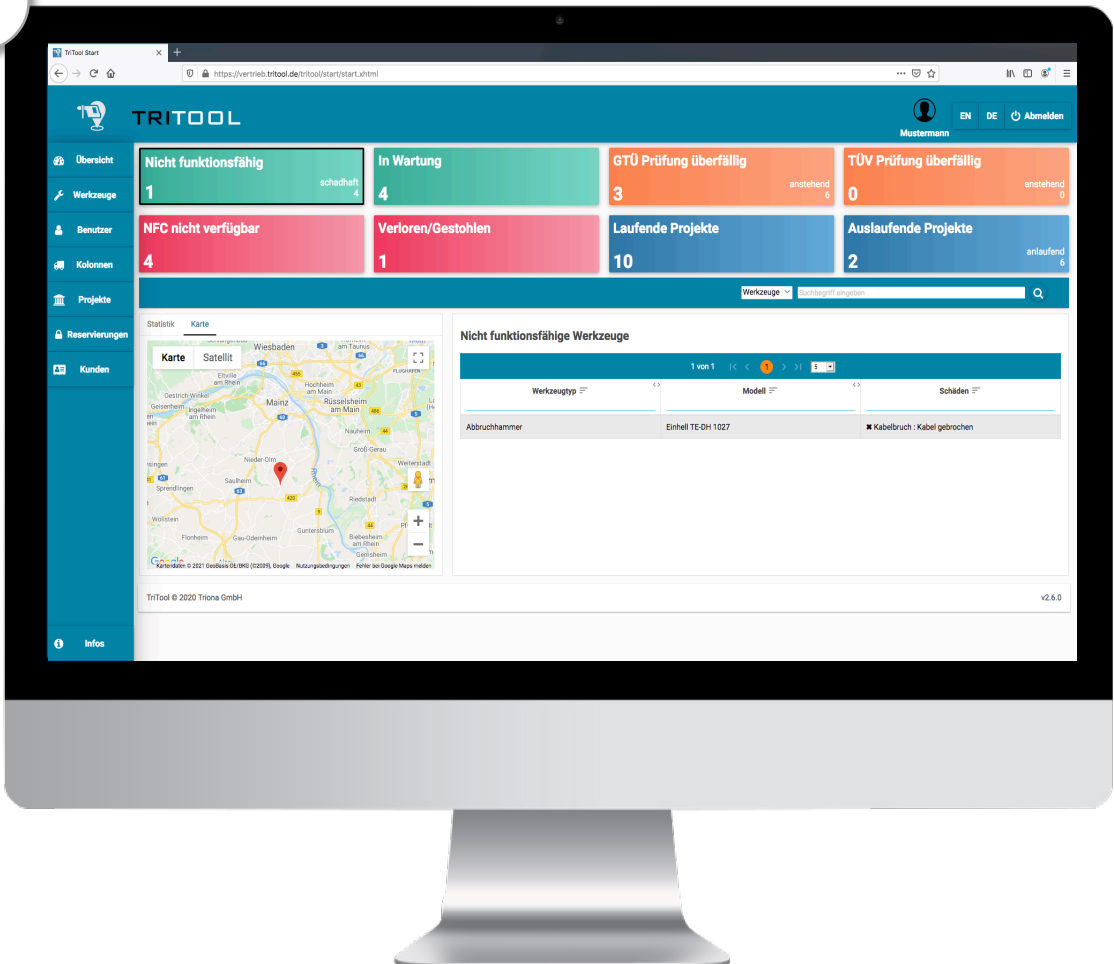 TriTool Start
https://vertrieb.tritool.de/tritool/start/start.xhtml
TRITOOL
Mustermann
EN DE Abmelden
Übersicht
Werkzeuge
Benutzer
Kolonnen
Projekte
Reservierungen
Kunden
Infos
Nicht funktionsfähig
1
schadhaft
4
In Wartung
4
GTÜ Prüfung überfällig
3
anstehend
6
TÜV Prüfung überfällig
0
anstehend
0
NFC nicht verfügbar
4
Verloren/Gestohlen
1
Laufende Projekte
10
Auslaufende Projekte
2
anlaufend
6
Werkzeuge Suchbegriff eingeben
Statistik Karte
Karte Satellit
Wiesbaden
am Taunus
Eltville
am Rhein
Hochheim
am Main
Oestrich-Winkel
Mainz
Rüsselsheim
am Main
Geisenheim
Ingelheim
am Rhein
Nauheim
Groß-Gerau
Nieder-Olm
Weiterstadt
Saulheim
Sprendlingen
Riedstadt
Wöllstein
Guntersblum
Flonheim
Gau-Odernheim
Biebesheim
am Rhein
Gernsheim
Google
Kartendaten © 2021 GeoBasis-DE/BKG (©2009), Google Nutzungsbedingungen Fehler bei Google Maps melden
Nicht funktionsfähige Werkzeuge
1 von 1 1 5
Werkzeugtyp Modell Schäden
Abbruchhammer Einhell TE-DH 1027 ✖ Kabelbruch : Kabel gebrochen
TriTool © 2020 Triona GmbH v2.6.0